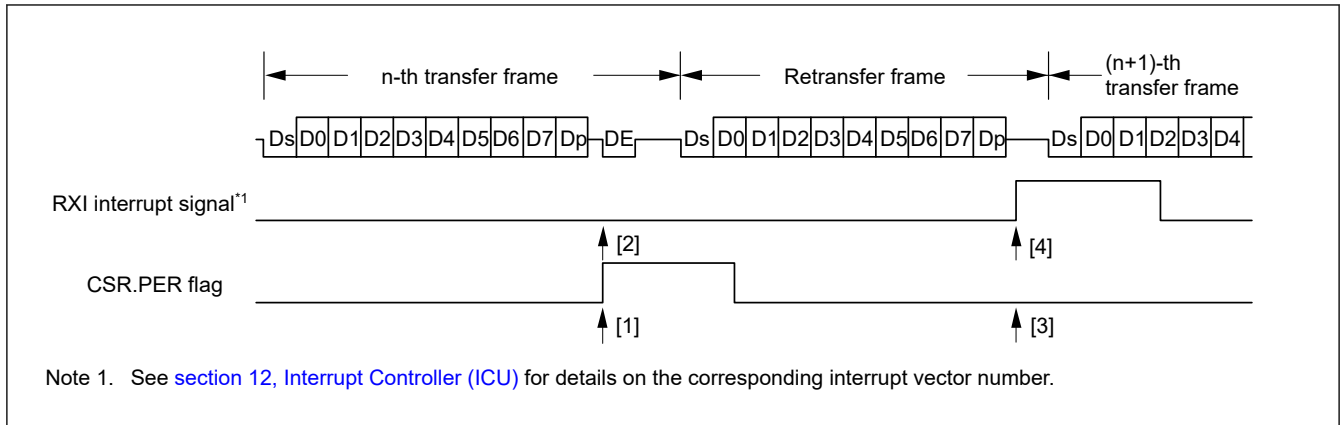 n-th transfer frame Retransfer frame (n+1)-th transfer frame
Ds D0 D1 D2 D3 D4 D5 D6 D7 Dp DE Ds D0 D1 D2 D3 D4 D5 D6 D7 Dp Ds D0 D1 D2 D3 D4
RXI interrupt signal*1
[2] [4]
CSR.PER flag
[1] [3]
Note 1. See section 12, Interrupt Controller (ICU) for details on the corresponding interrupt vector number.